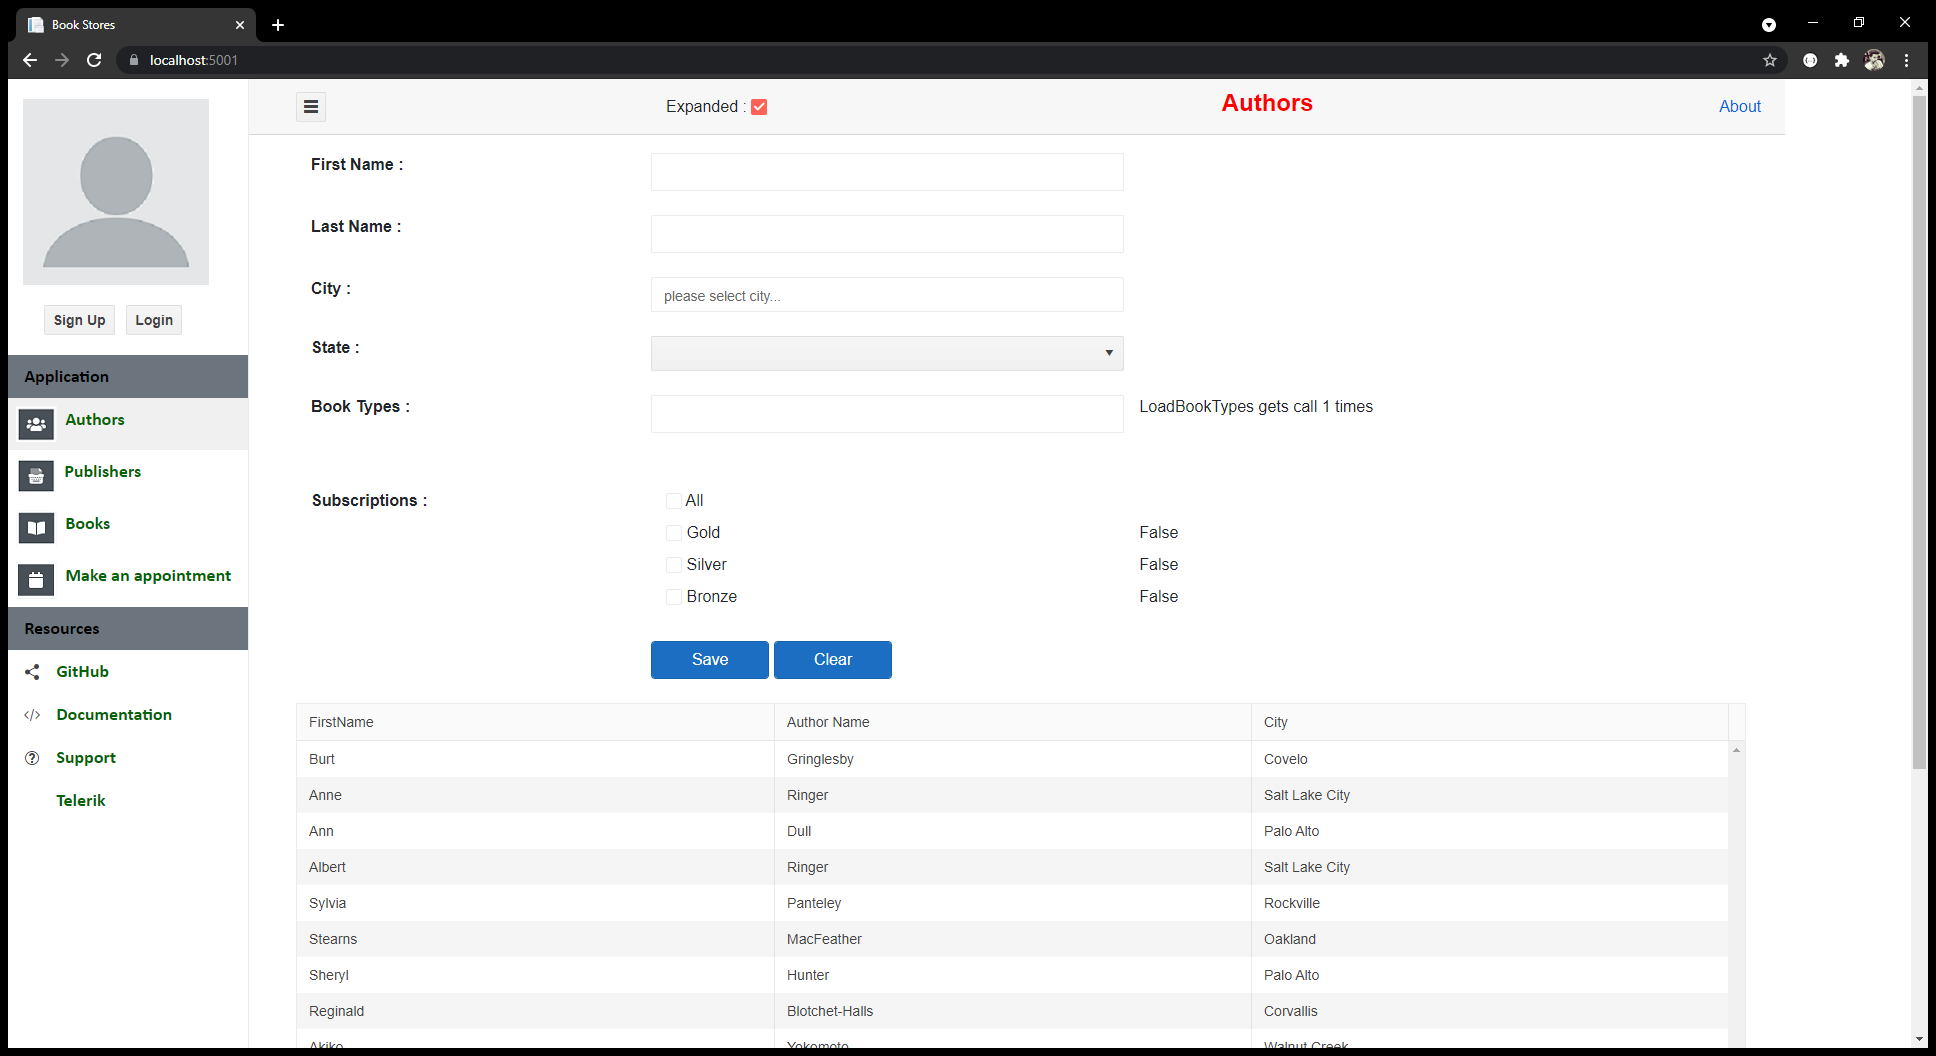 Book Stores
localhost:5001
Expanded :
Authors
About
Sign Up Login
Application
Authors
Publishers
Books
Make an appointment
Resources
GitHub
</> Documentation
Support
Telerik
First Name :
Last Name :
City : please select city...
State :
Book Types : LoadBookTypes gets call 1 times
Subscriptions : All
Gold False
Silver False
Bronze False
Save Clear
FirstName Author Name City
Burt Gringlesby Covelo
Anne Ringer Salt Lake City
Ann Dull Palo Alto
Albert Ringer Salt Lake City
Sylvia Panteley Rockville
Stearns MacFeather Oakland
Sheryl Hunter Palo Alto
Reginald Blotchet-Halls Corvallis
Akiko Yokomoto Walnut Creek